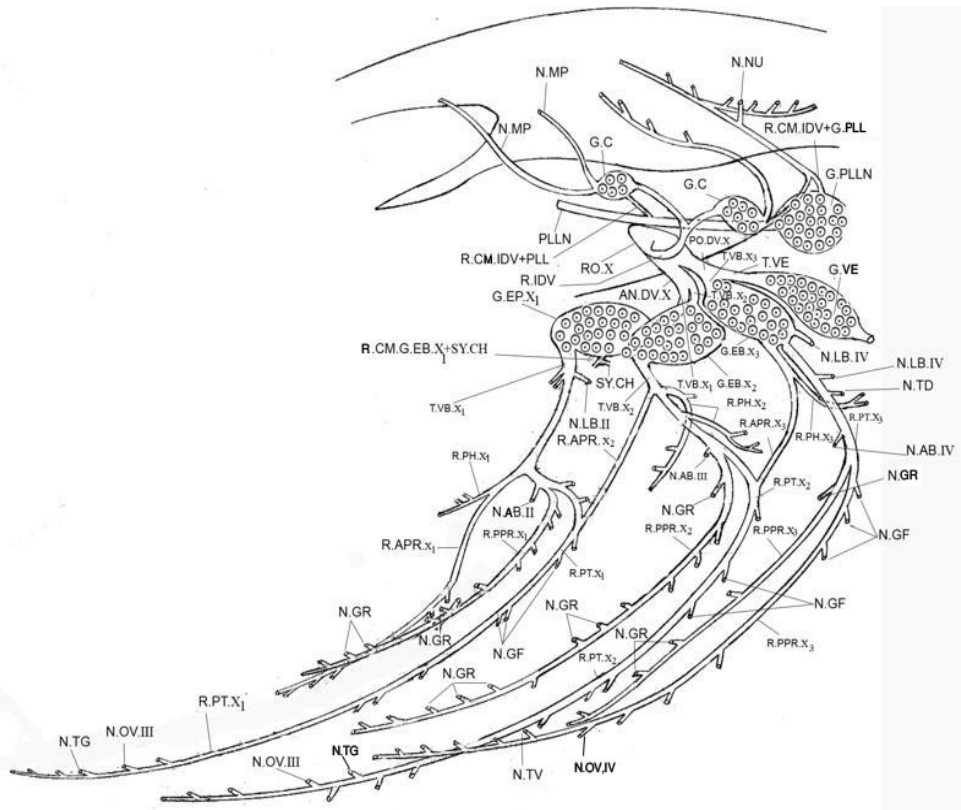 N.NU
N.MP
N.MP
R.CM.IDV+G.PLL
G.C
G.PLLN
G.C
PLLN
PO.DV.X
R.CM.IDV+PLL
T.VB.X3
T.VE
RO.X
R.IDV
G.VE
AN.DV.X
T.VB.X2
G.EP.X1
R.CM.G.EB.X1+SY.CH
G.EB.X3
N.LB.IV
N.LB.IV
SY.CH
T.VB.X1
G.EB.X2
N.TD
T.VB.X1
T.VB.X2
R.PH.X2
N.LB.II
R.APR.X2
R.APR.X3
R.PT.X3
R.PH.X3
N.AB.IV
R.PH.X1
N.AB.III
N.GR
R.PT.X2
N.GR
N.AB.II
R.PPR.X1
R.PPR.X2
R.PPR.X3
N.GF
R.APR.X1
R.PT.X1
N.GR
N.GR
N.GR
N.GF
N.GR
N.GF
R.PPR.X3
N.GR
R.PT.X2
R.PT.X1
N.OV.III
N.TG
N.TG
N.OV.III
N.TV
N.OV,IV